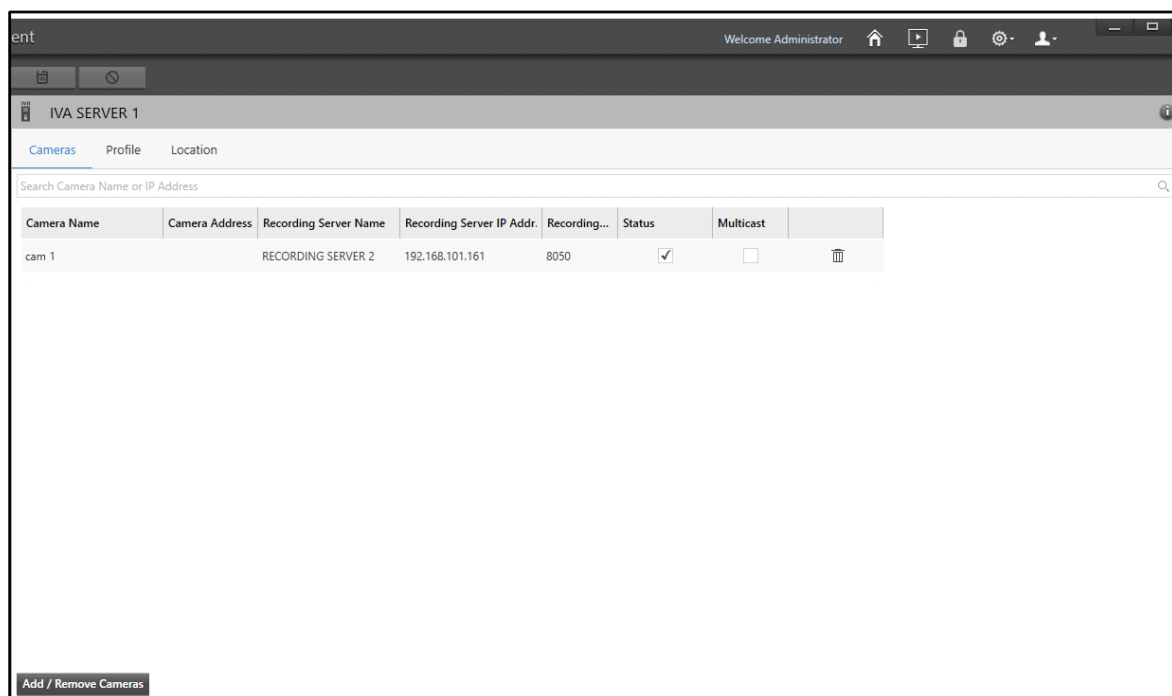 ent
Welcome Administrator
IVA SERVER 1
Cameras Profile Location
Search Camera Name or IP Address
Camera Name Camera Address Recording Server Name Recording Server IP Addr. Recording... Status Multicast
cam 1 RECORDING SERVER 2 192.168.101.161 8050
Add / Remove Cameras